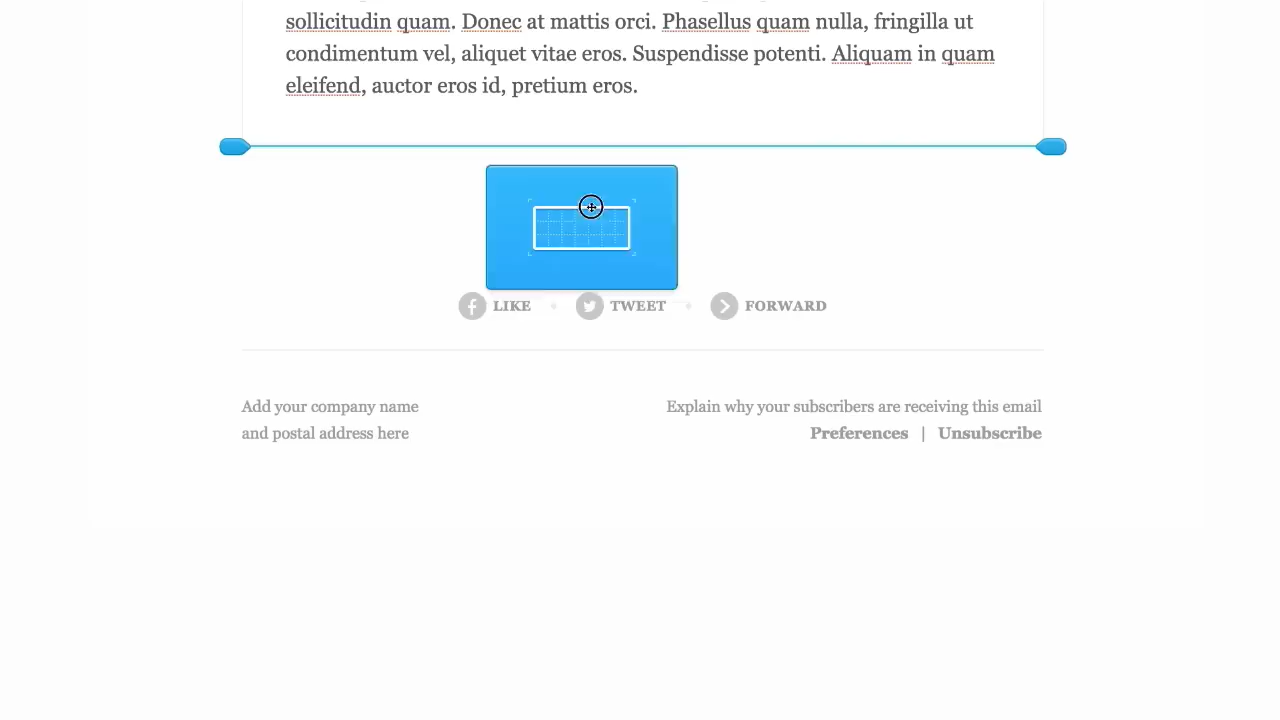 sollicitudin quam. Donec at mattis orci. Phasellus quam nulla, fringilla ut
condimentum vel, aliquet vitae eros. Suspendisse potenti. Aliquam in quam
eleifend, auctor eros id, pretium eros.
LIKE TWEET FORWARD
Add your company name
and postal address here
Explain why your subscribers are receiving this email
Preferences | Unsubscribe